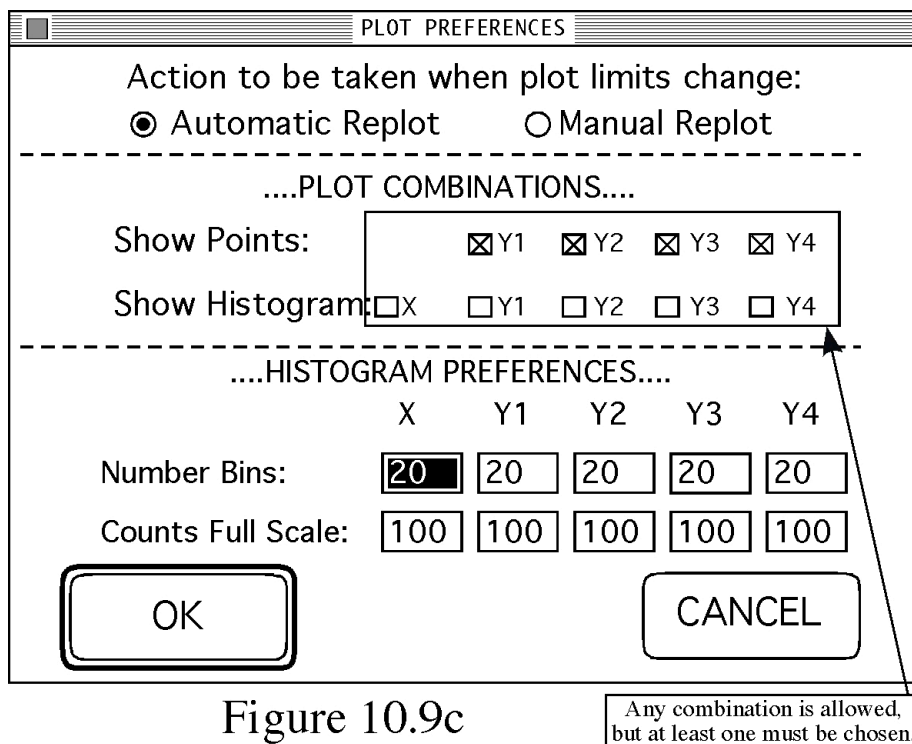 PLOT PREFERENCES
Action to be taken when plot limits change:
Automatic Replot Manual Replot
....PLOT COMBINATIONS....
Show Points: Y1 Y2 Y3 Y4
Show Histogram: X Y1 Y2 Y3 Y4
....HISTOGRAM PREFERENCES....
X Y1 Y2 Y3 Y4
Number Bins: 20 20 20 20 20
Counts Full Scale: 100 100 100 100 100
OK CANCEL
Figure 10.9c
Any combination is allowed,
but at least one must be chosen.